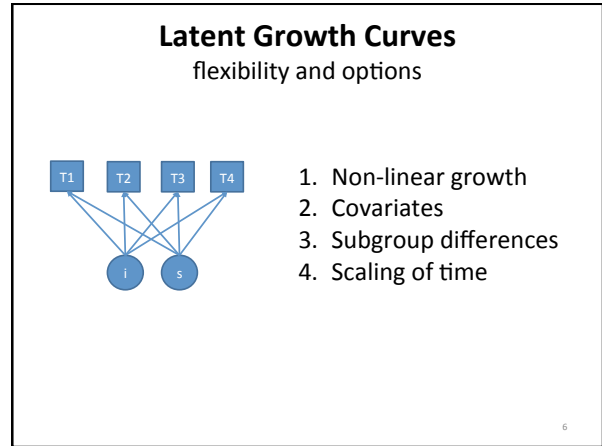 Latent Growth Curves
flexibility and options
T1 T2 T3 T4
i s
1. Non-linear growth
2. Covariates
3. Subgroup differences
4. Scaling of time
6